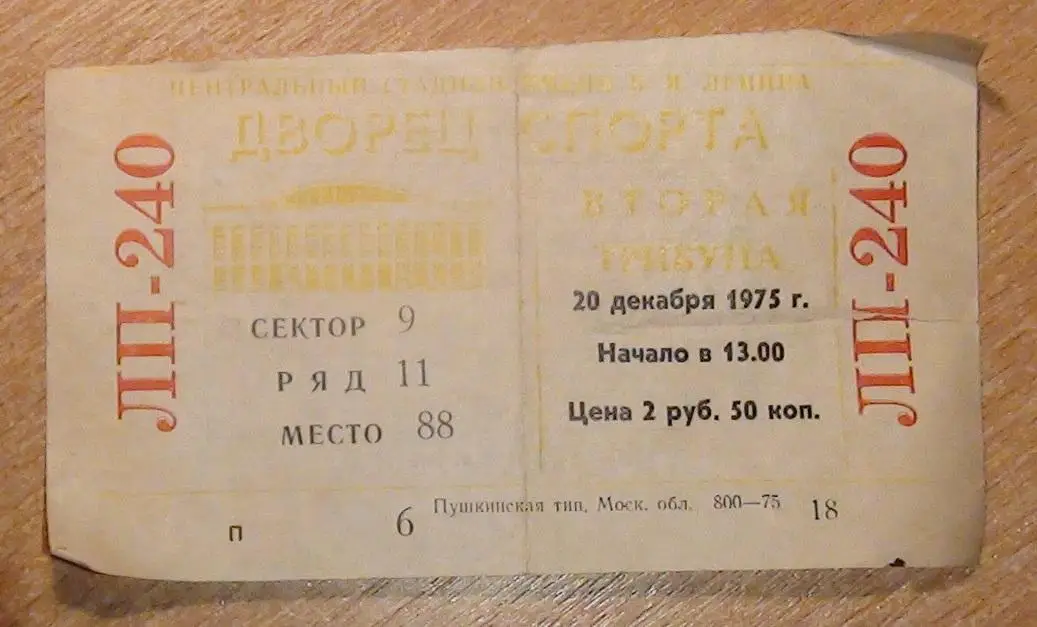 ЦЕНТРАЛЬНЫЙ СТАДИОН ИМЕНИ В. И. ЛЕНИНА
ДВОРЕЦ СПОРТА
ВТОРАЯ
ТРИБУНА
ЛП-240
СЕКТОР 9
РЯД 11
МЕСТО 88
20 декабря 1975 г.
Начало в 13.00
Цена 2 руб. 50 коп.
ЛП-240
П
6
Пушкинская тип. Моск. обл. 800—75
18